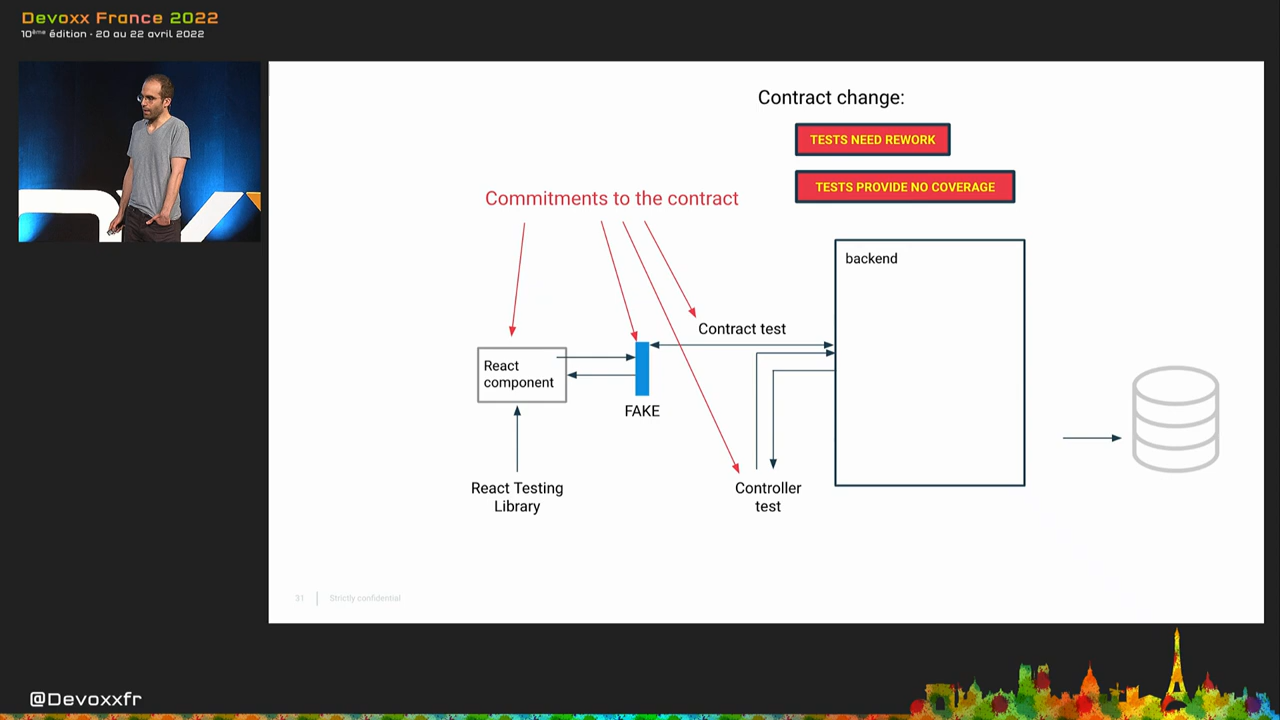 Devoxx France 2022
10ème édition · 20 au 22 avril 2022
Contract change:
TESTS NEED REWORK
TESTS PROVIDE NO COVERAGE
Commitments to the contract
backend
Contract test
React
component
FAKE
React Testing
Library
Controller
test
31
Strictly confidential
@Devoxxfr